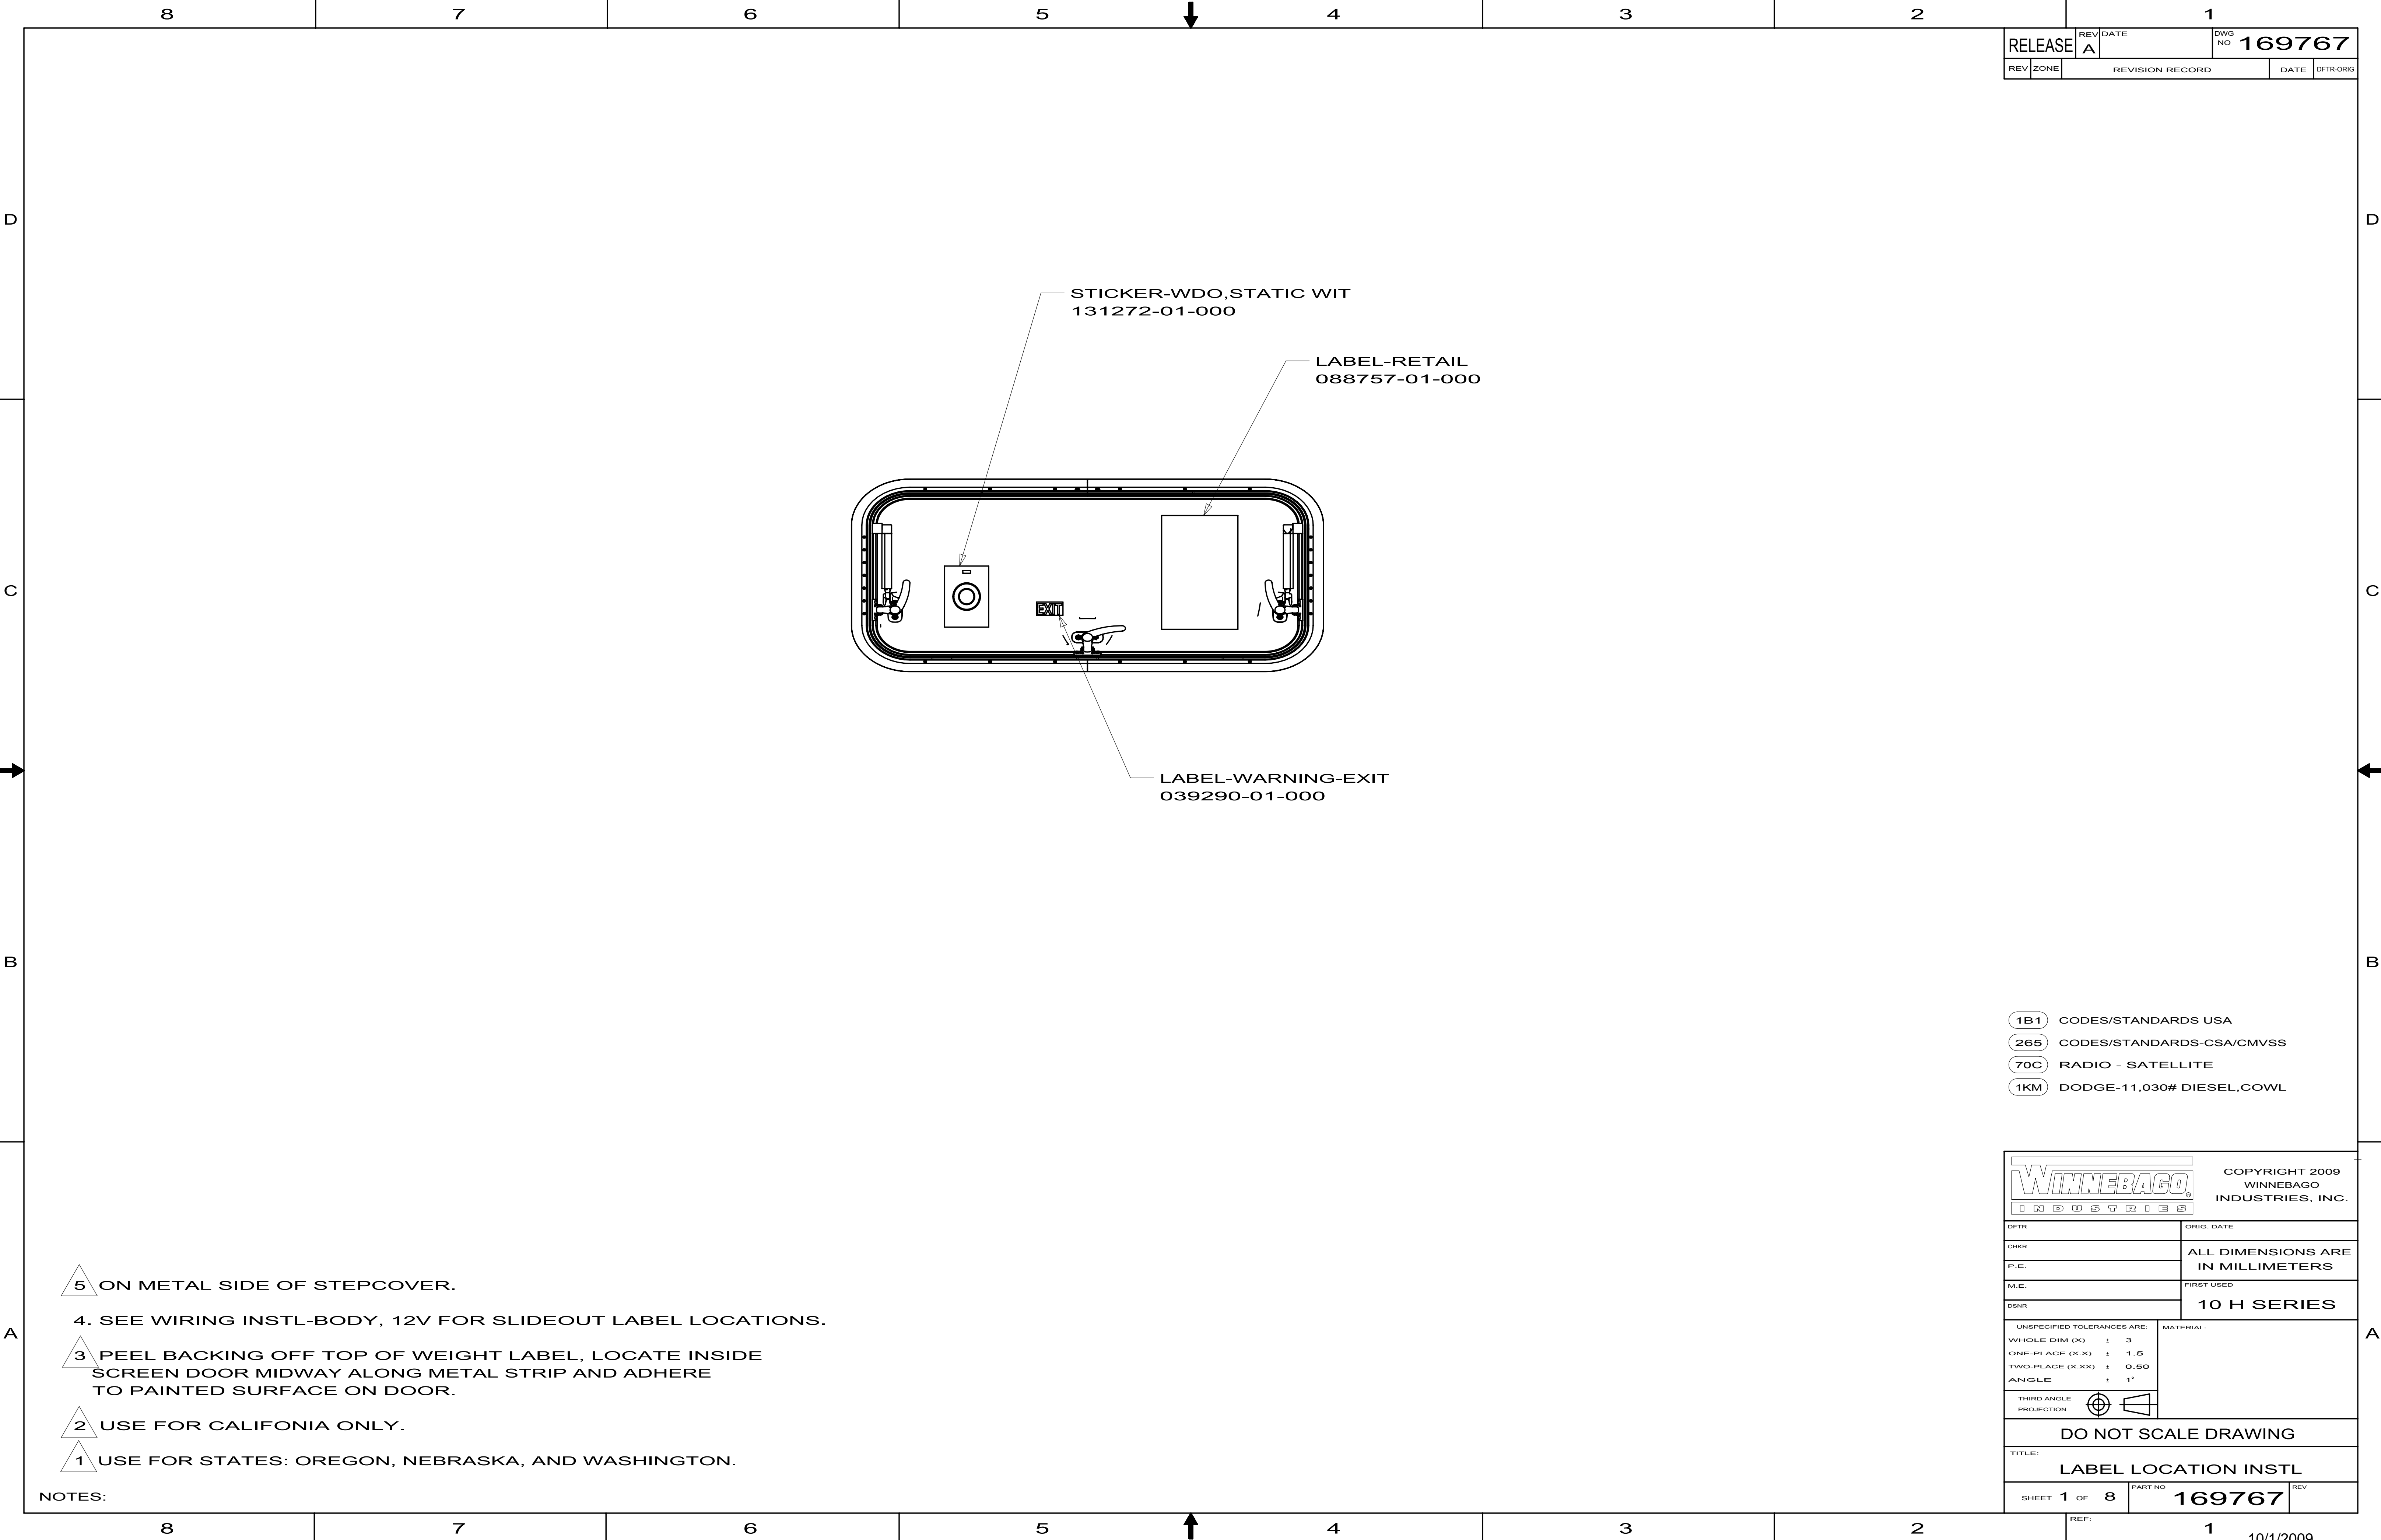 8 7 6 5 4 3 2 1
RELEASE
REV
A
DATE
DWG
NO
169767
REV ZONE REVISION RECORD DATE DFTR-ORIG
D D
STICKER-WDO,STATIC WIT
131272-01-000
LABEL-RETAIL
088757-01-000
C C
EXIT
LABEL-WARNING-EXIT
039290-01-000
B B
1B1 CODES/STANDARDS USA
265 CODES/STANDARDS-CSA/CMVSS
70C RADIO - SATELLITE
1KM DODGE-11,030# DIESEL,COWL
WINNEBAGO ®
INDUSTRIES
COPYRIGHT 2009
WINNEBAGO
INDUSTRIES, INC.
DFTR
ORIG. DATE
CHKR
ALL DIMENSIONS ARE
IN MILLIMETERS
P.E.
M.E.
FIRST USED
10 H SERIES
DSNR
UNSPECIFIED TOLERANCES ARE:
MATERIAL:
WHOLE DIM (X) ± 3
ONE-PLACE (X.X) ± 1.5
TWO-PLACE (X.XX) ± 0.50
ANGLE ± 1°
THIRD ANGLE
PROJECTION
DO NOT SCALE DRAWING
TITLE:
LABEL LOCATION INSTL
SHEET 1 OF 8
PART NO
169767
REV
A A
5 ON METAL SIDE OF STEPCOVER.
4. SEE WIRING INSTL-BODY, 12V FOR SLIDEOUT LABEL LOCATIONS.
3 PEEL BACKING OFF TOP OF WEIGHT LABEL, LOCATE INSIDE
SCREEN DOOR MIDWAY ALONG METAL STRIP AND ADHERE
TO PAINTED SURFACE ON DOOR.
2 USE FOR CALIFONIA ONLY.
1 USE FOR STATES: OREGON, NEBRASKA, AND WASHINGTON.
NOTES:
8 7 6 5 4 3 2 1
REF:
10/1/2009